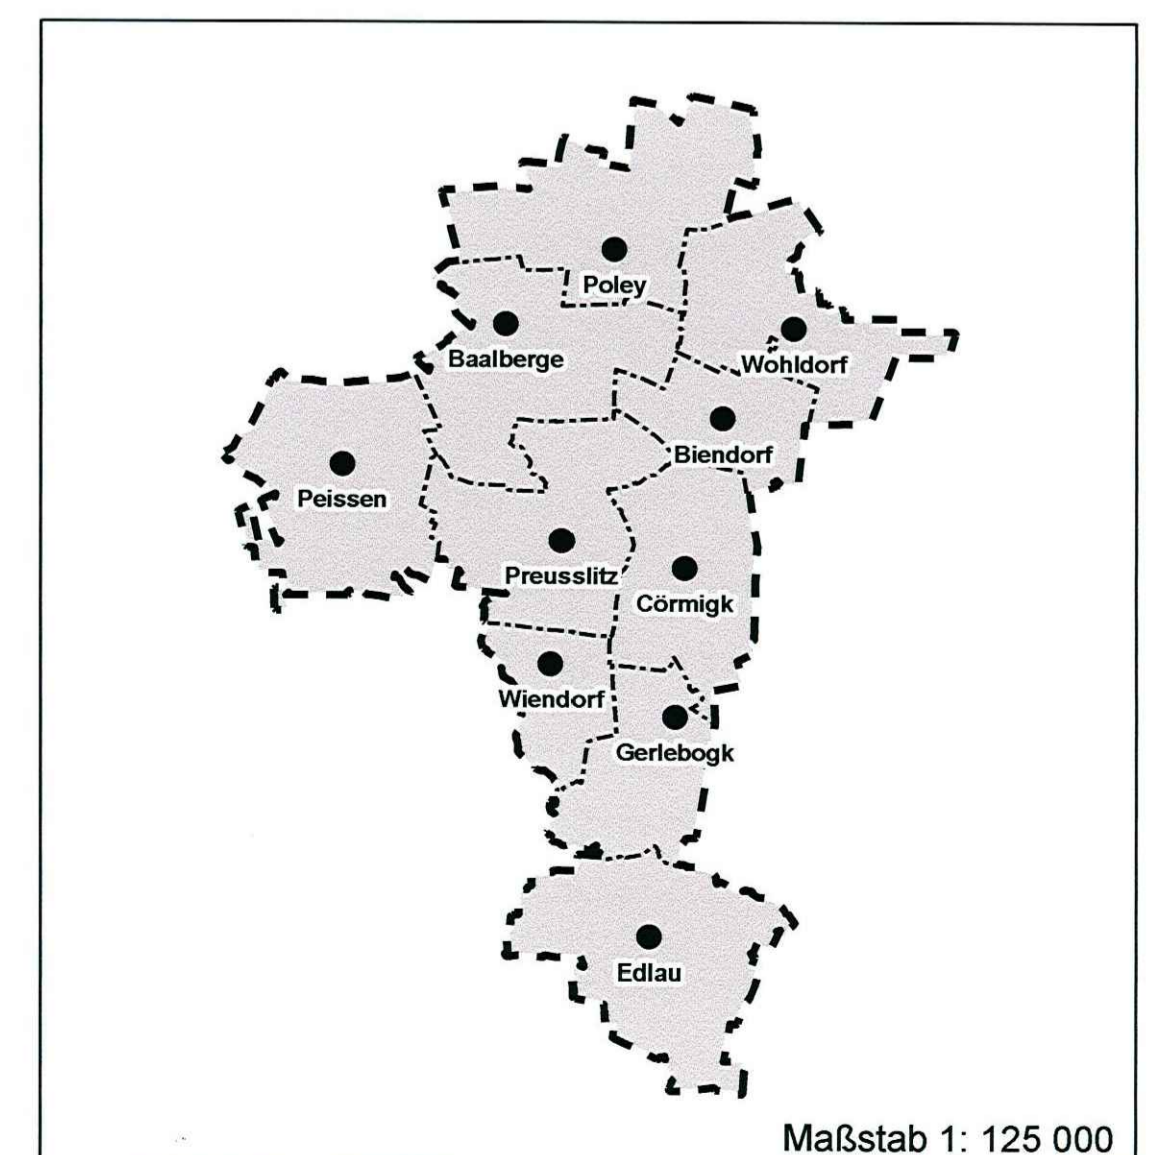 Poley
Baalberge
Wohldorf
Biendorf
Peissen
Preusslitz
Cörmigk
Wiendorf
Gerlebogk
Edlau
Maßstab 1: 125 000